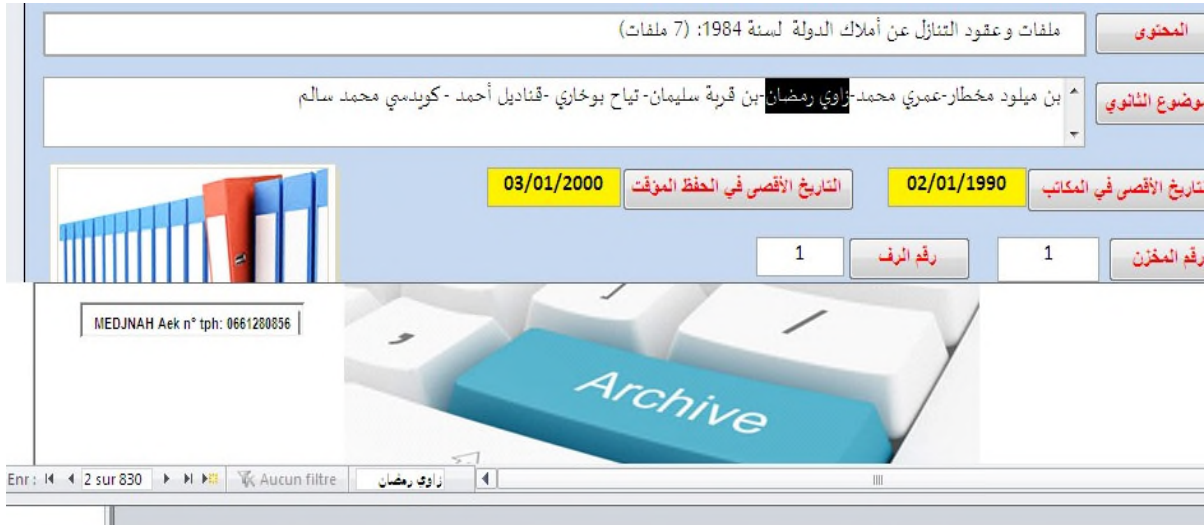 المحتوى
ملفات وعقود التنازل عن أملاك الدولة لسنة 1984: (7 ملفات)
موضوع الثانوي
بن ميلود مخطار-عمري محمد-زاوي رمضان-بن قربة سليمان- تياح بوخاري -قناديل أحمد - كويدسي محمد سالم
التاريخ الأقصى في المكاتب 02/01/1990 التاريخ الأقصى في الحفظ المؤقت 03/01/2000
رقم المخزن 1 رقم الرف 1
MEDJNAH Aek n° tph: 0661280856
Archive
Enr : 2 sur 830 Aucun filtre زاوي رمضان